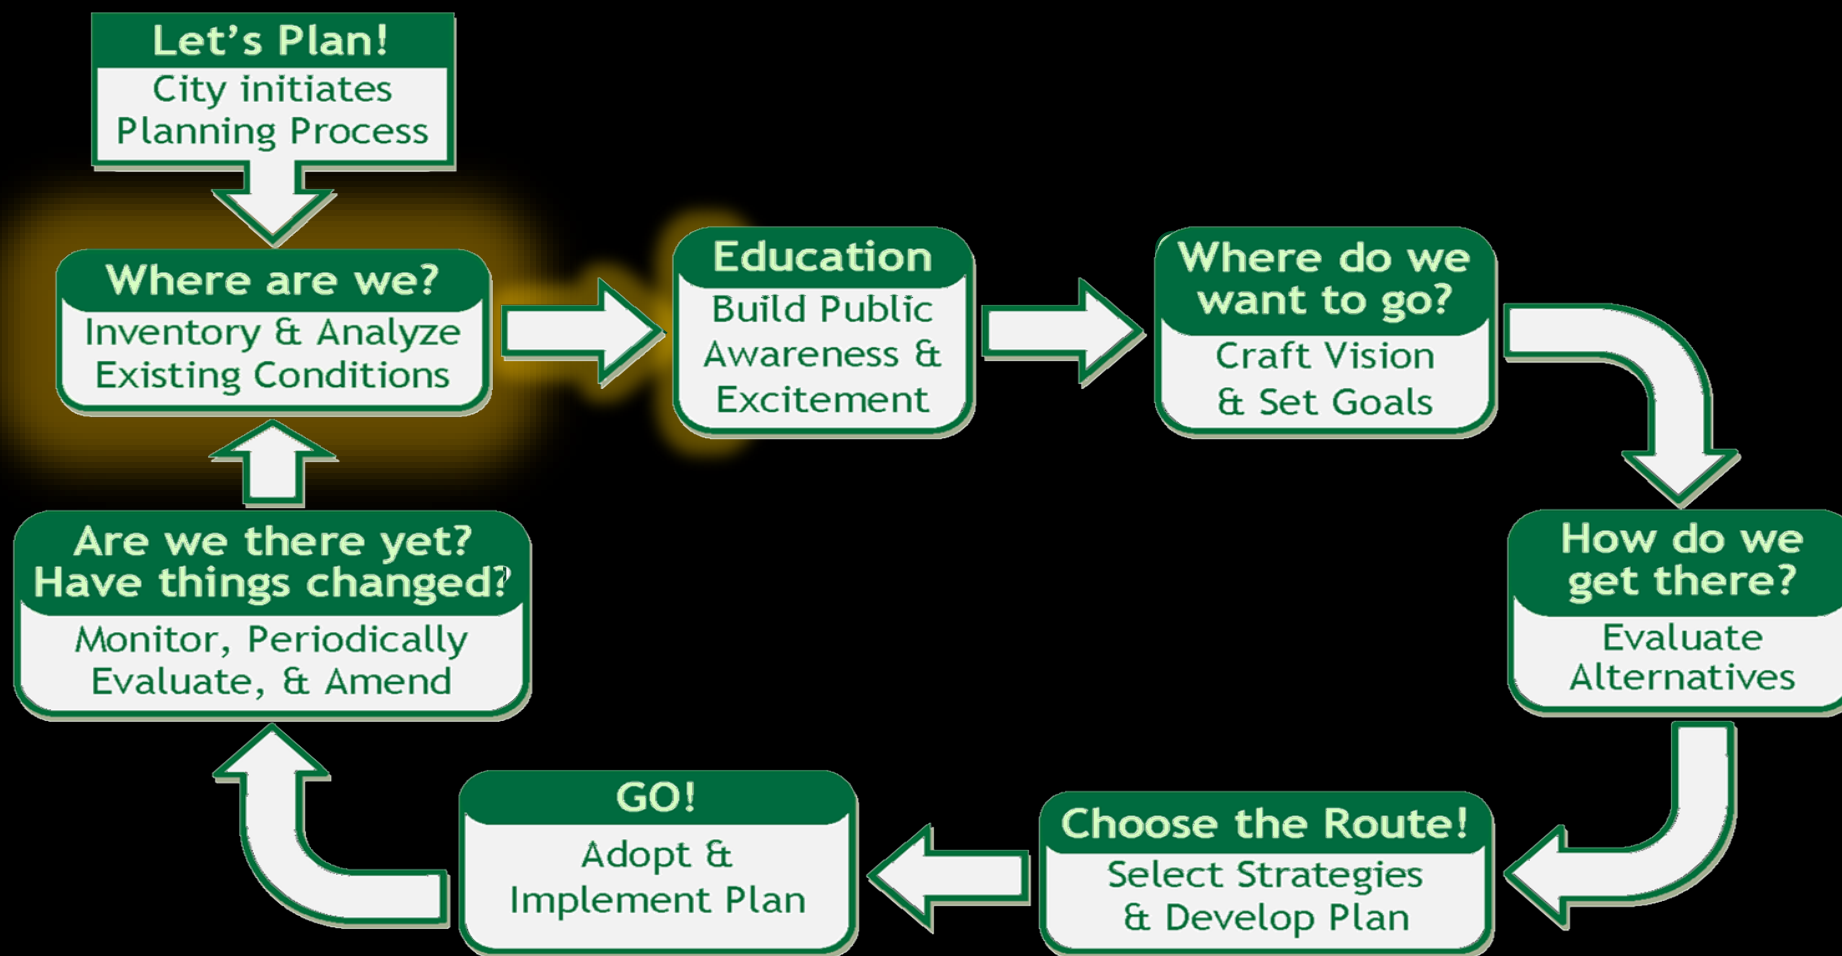 Let’s Plan!
City initiates
Planning Process
Where are we?
Inventory & Analyze
Existing Conditions
Education
Build Public
Awareness &
Excitement
Where do we
want to go?
Craft Vision
& Set Goals
How do we
get there?
Evaluate
Alternatives
Choose the Route!
Select Strategies
& Develop Plan
GO!
Adopt &
Implement Plan
Are we there yet?
Have things changed?
Monitor, Periodically
Evaluate, & Amend